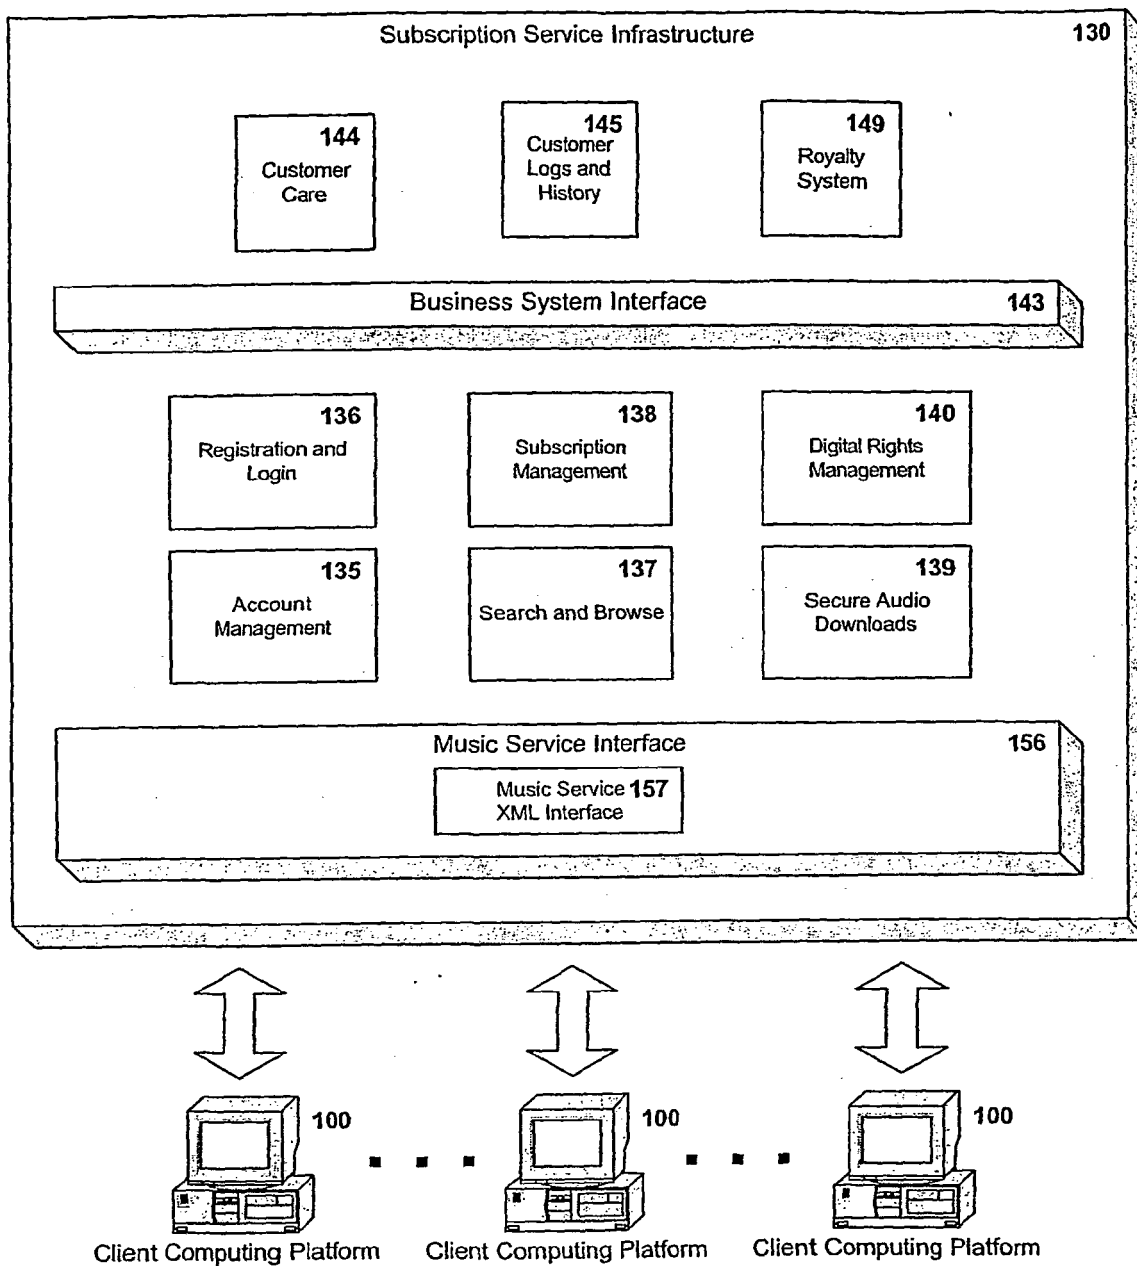 Subscription Service Infrastructure 130
144
Customer
Care
145
Customer
Logs and
History
149
Royalty
System
Business System Interface 143
136
Registration and
Login
138
Subscription
Management
140
Digital Rights
Management
135
Account
Management
137
Search and Browse
139
Secure Audio
Downloads
Music Service Interface 156
Music Service 157
XML Interface
100
100
100
Client Computing Platform
Client Computing Platform
Client Computing Platform